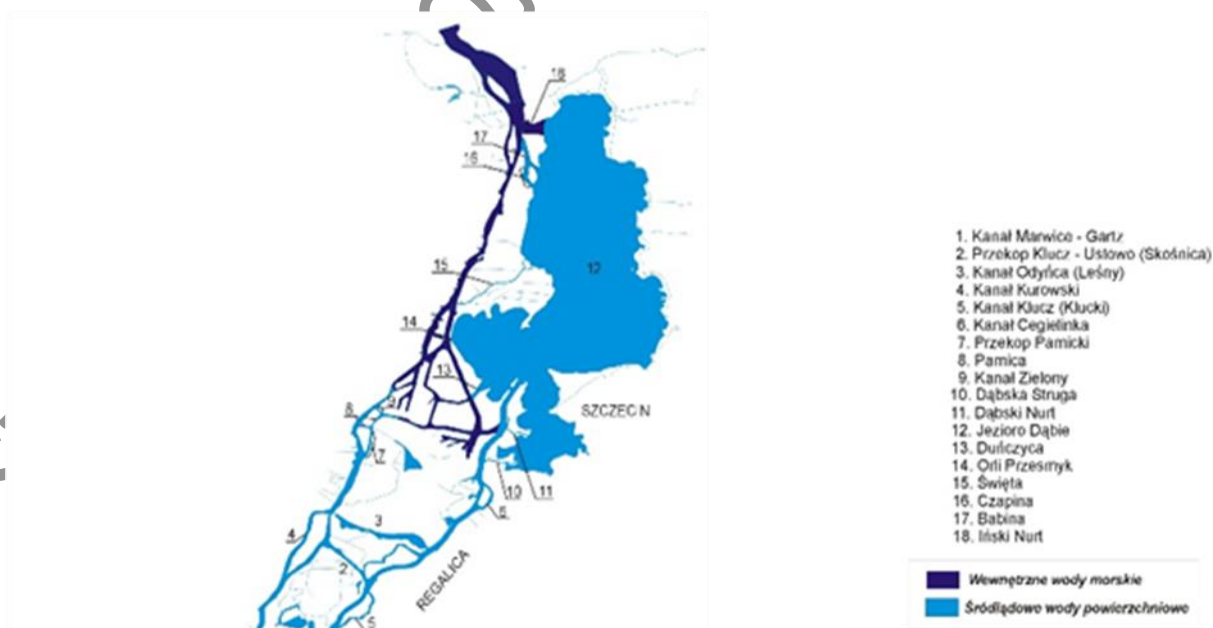 18
17
16
15
12
14
13
8
9
SZCZECIN
7
10
11
6
3
4
2
REGALICA
5
1. Kanał Marwice - Gartz
2. Przekop Klucz - Ustowo (Skośnica)
3. Kanał Odyńca (Leśny)
4. Kanał Kurowski
5. Kanał Klucz (Klucki)
6. Kanał Cegielinka
7. Przekop Parnicki
8. Parnica
9. Kanał Zielony
10. Dąbska Struga
11. Dąbski Nurt
12. Jezioro Dąbie
13. Duńczyca
14. Orli Przesmyk
15. Święta
16. Czapina
17. Babina
18. Iński Nurt
Wewnętrzne wody morskie
Śródlądowe wody powierzchniowe